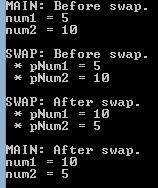 MAIN: Before swap.
num1 = 5
num2 = 10
SWAP: Before swap.
* pNum1 = 5
* pNum2 = 10
SWAP: After swap.
* pNum1 = 10
* pNum2 = 5
MAIN: After swap.
num1 = 10
num2 = 5